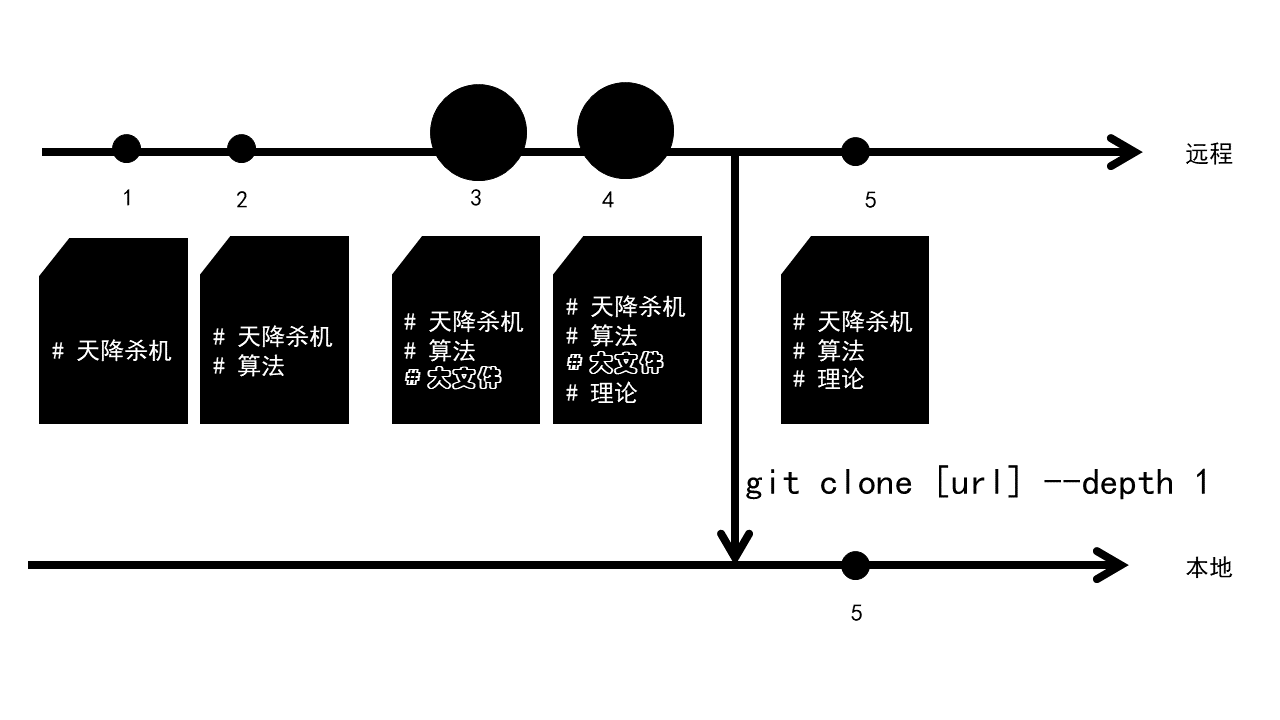 远程
1
2
3
4
5
# 天降杀机
# 天降杀机
# 算法
# 天降杀机
# 算法
# 大文件
# 天降杀机
# 算法
# 大文件
# 理论
# 天降杀机
# 算法
# 理论
git clone [url] --depth 1
本地
5